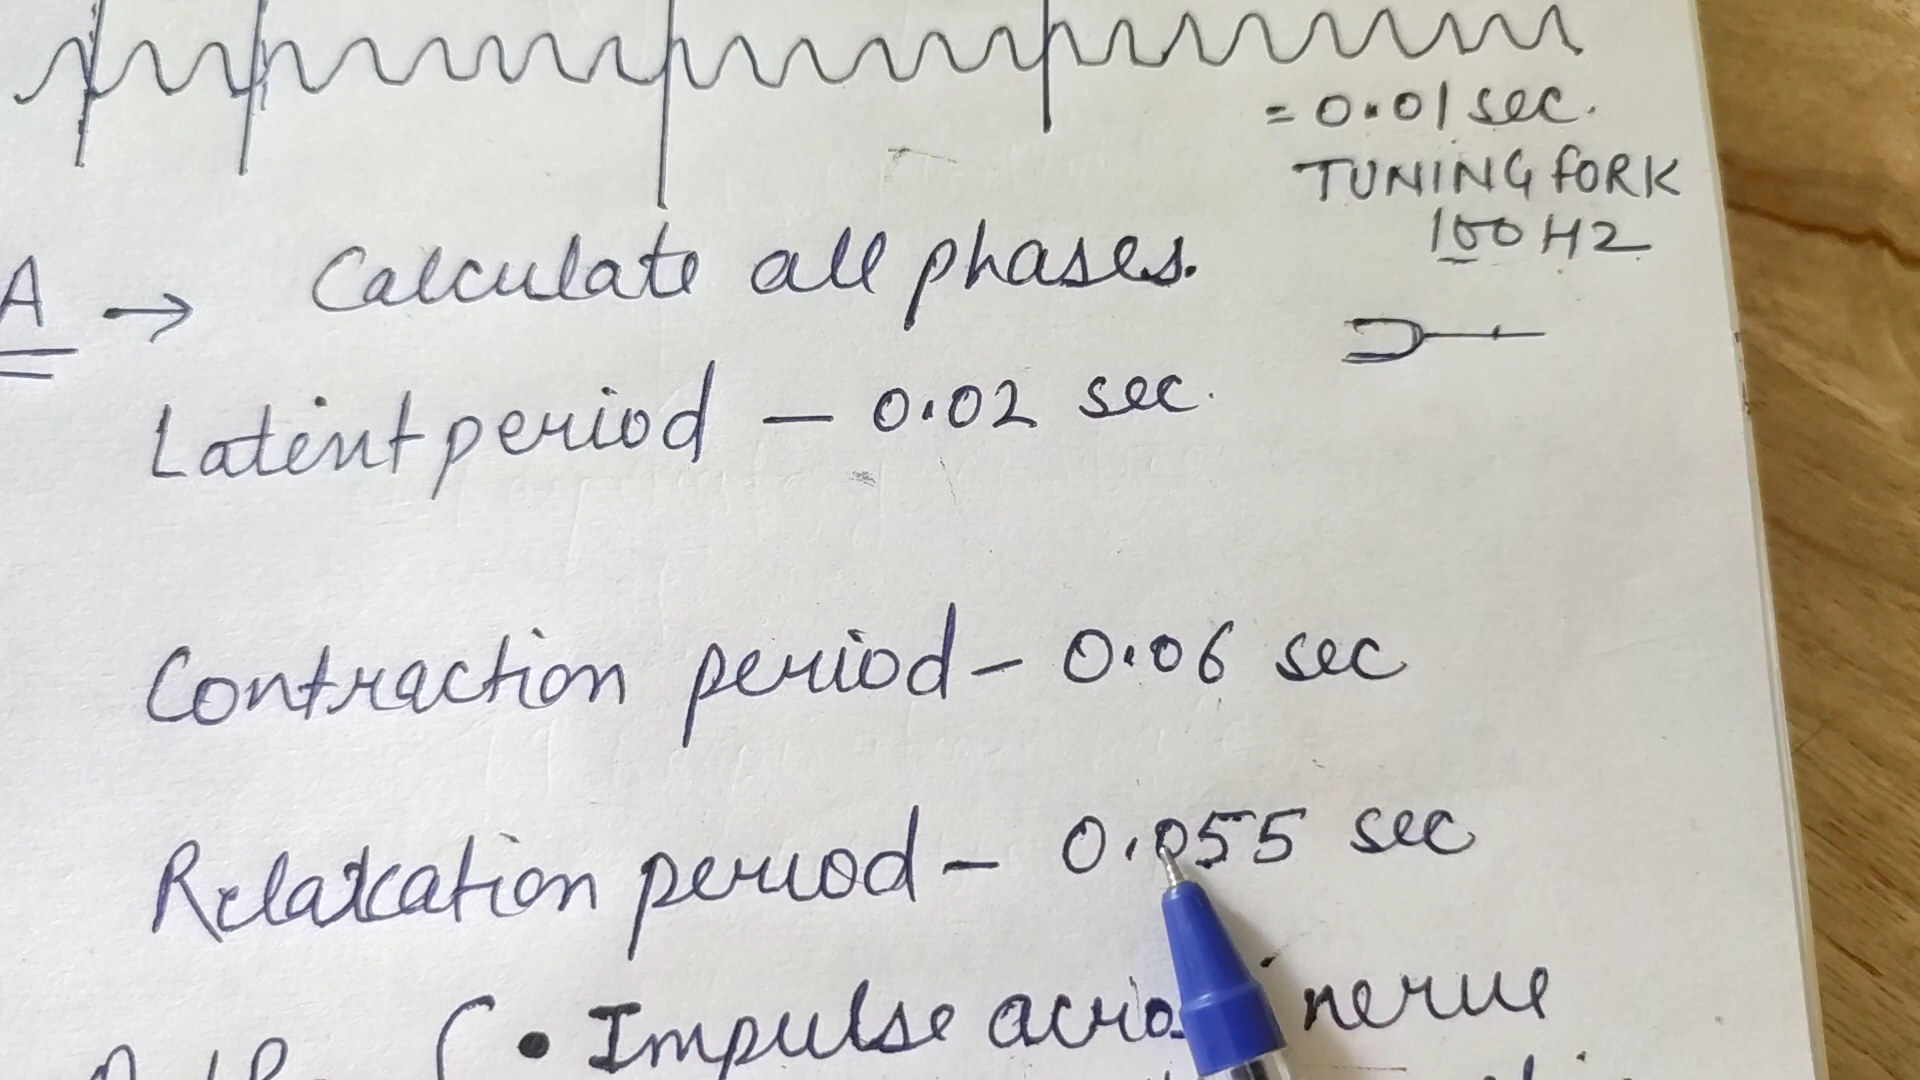 = 0.01 sec.
TUNING FORK
100 HZ
A → Calculate all phases.
Latent period – 0.02 sec.
Contraction period – 0.06 sec
Relaxation period – 0.055 sec
• Impulse nerve